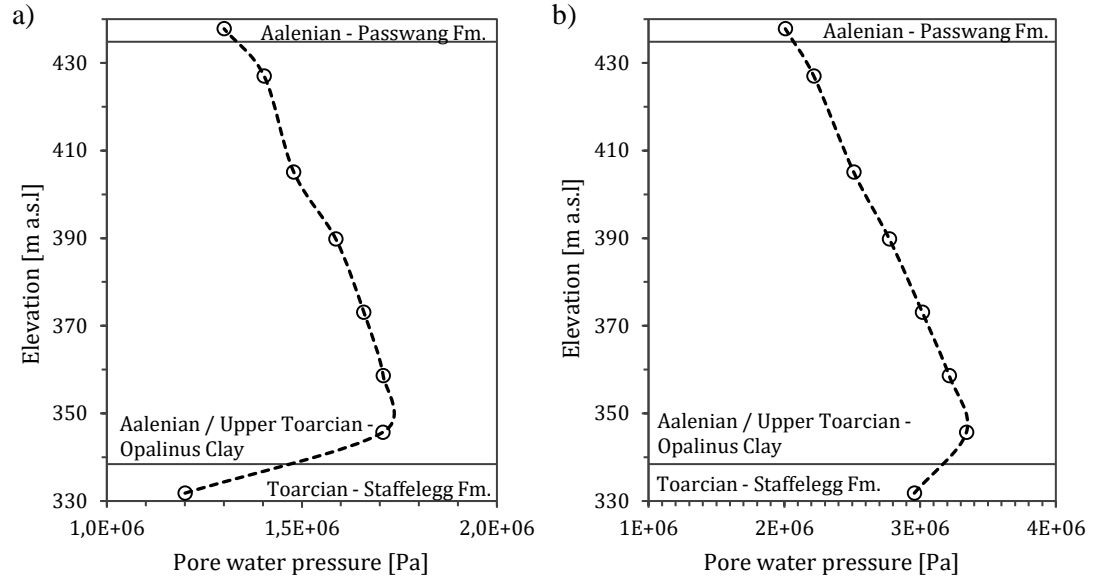 a)
Aalenian - Passwang Fm.
430
410
390
370
350
330
Elevation [m a.s.l]
Aalenian / Upper Toarcian -
Opalinus Clay
Toarcian - Staffelegg Fm.
1,0E+06 1,5E+06 2,0E+06
Pore water pressure [Pa]
b)
Aalenian - Passwang Fm.
430
410
390
370
350
330
Elevation [m a.s.l]
Aalenian / Upper Toarcian -
Opalinus Clay
Toarcian - Staffelegg Fm.
1E+06 2E+06 3E+06 4E+06
Pore water pressure [Pa]